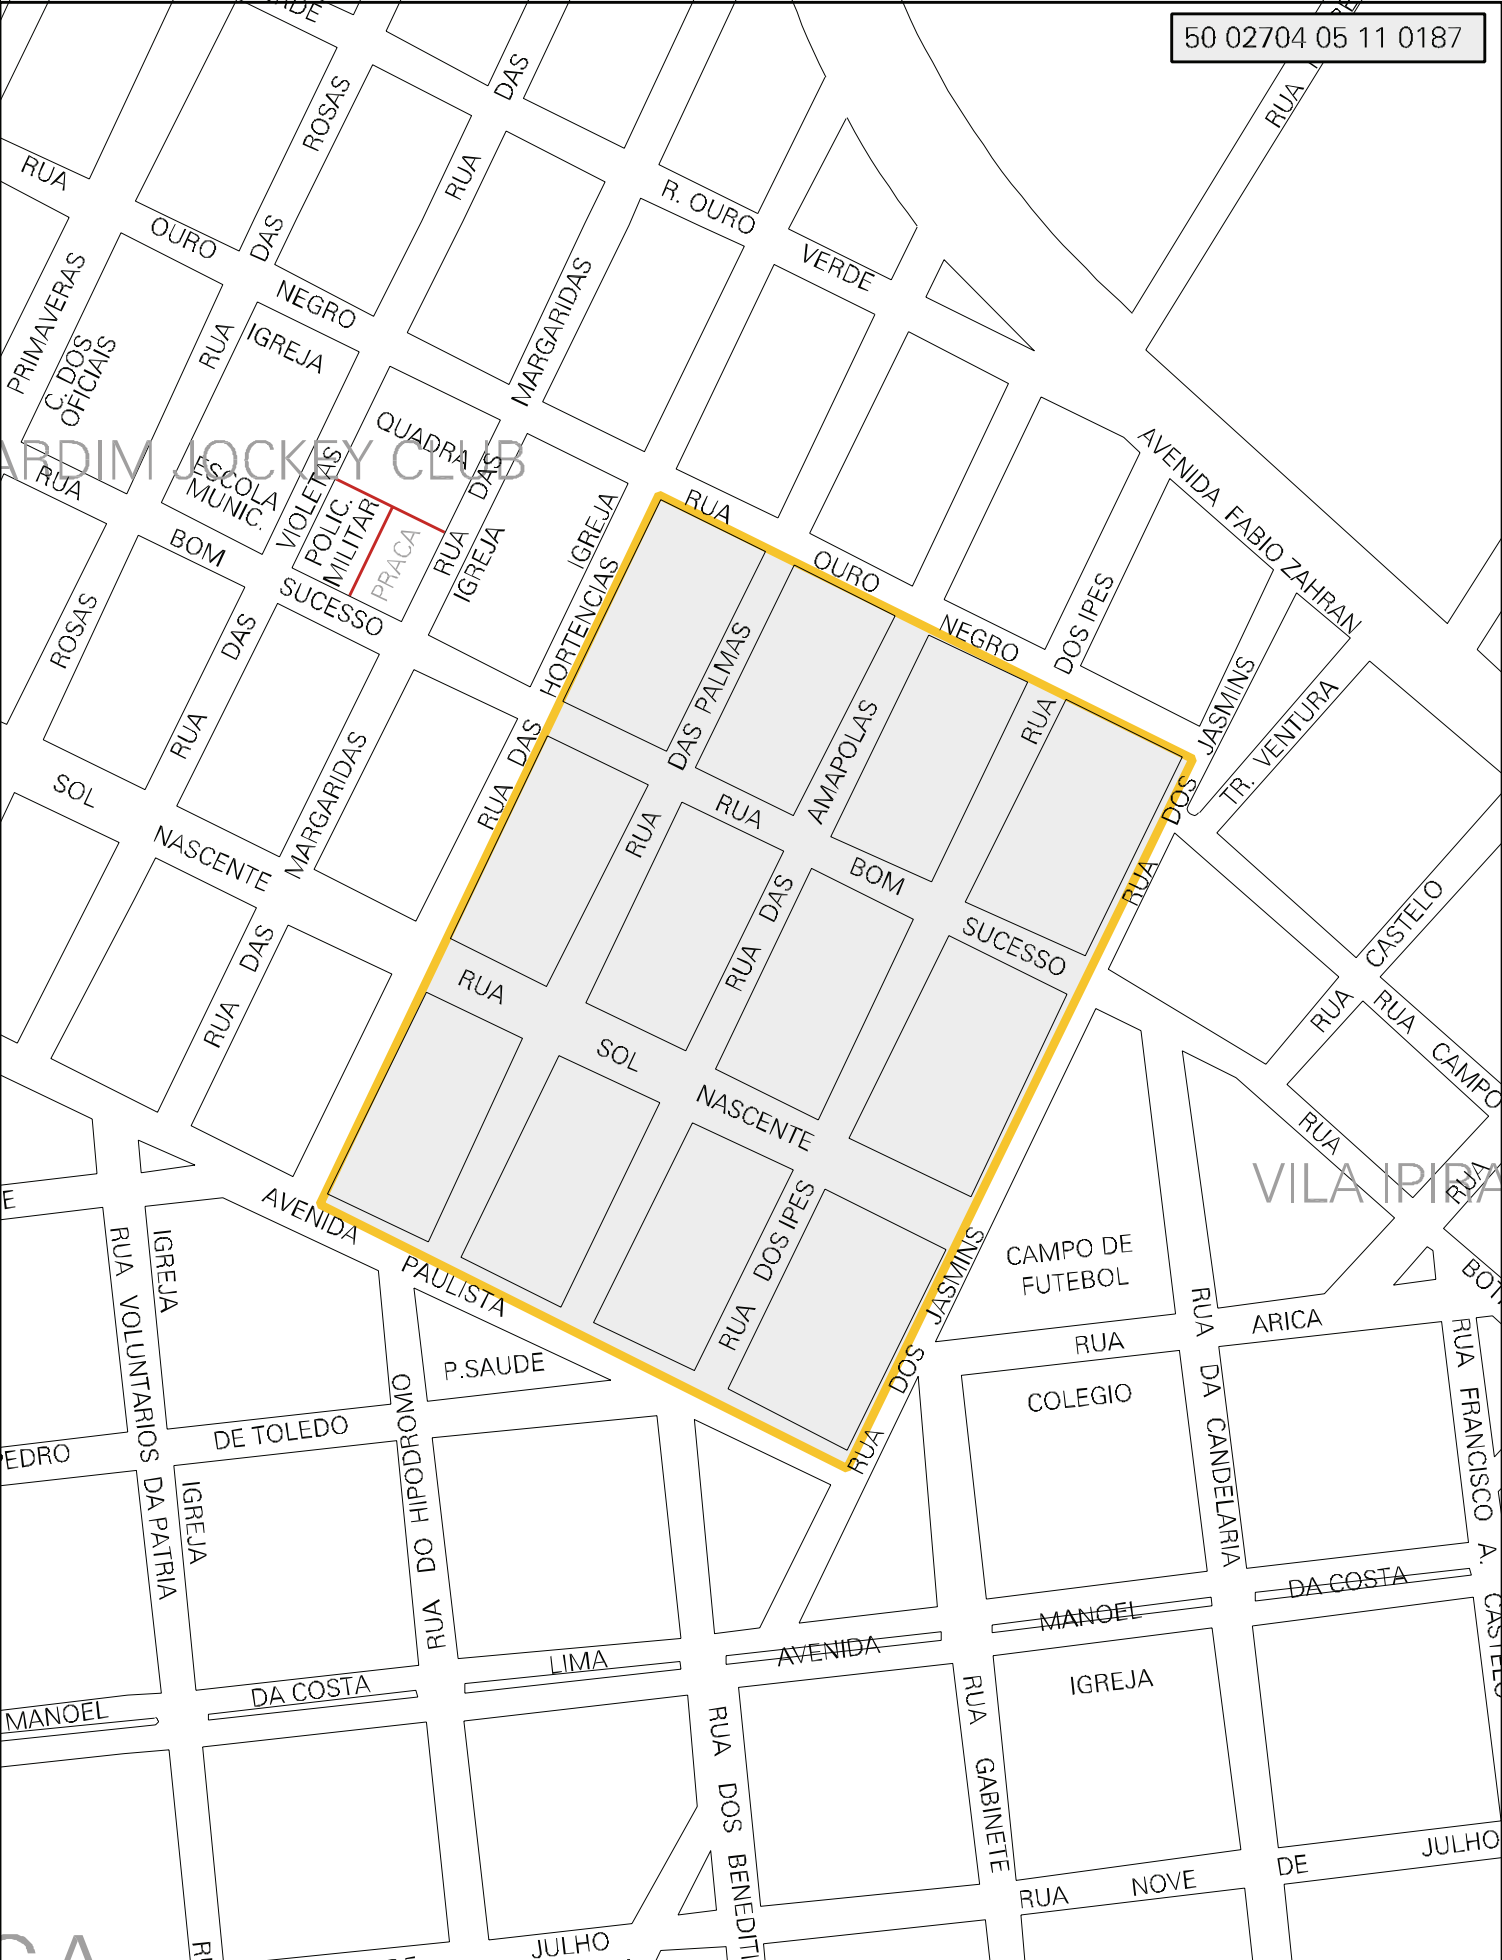 50 02704 05 11 0187
RUA
DAS
ROSAS
RUA
RUA
R. OURO
VERDE
OURO
DAS
NEGRO
PRIMAVERAS
C. DOS
OFICIAIS
RUA
IGREJA
MARGARIDAS
QUADRA
JARDIM JOCKEY CLUB
RUA
ESCOLA
MUNIC.
VIOLETAS
POLIC.
MILITAR
PRACA
DAS
RUA
IGREJA
IGREJA
HORTENCIAS
RUA
OURO
NEGRO
DOS IPES
AVENIDA FABIO ZAHRAN
BOM
SUCESSO
ROSAS
DAS
RUA
DAS PALMAS
AMAPOLAS
RUA
JASMINS
TR. VENTURA
DOS
RUA
SOL
NASCENTE
MARGARIDAS
DAS
RUA
RUA
RUA
BOM
SUCESSO
DAS
RUA
CASTELO
RUA
DAS
RUA
RUA
SOL
NASCENTE
RUA CAMPO
RUA
VILA IPIRA
RUA
AVENIDA
PAULISTA
DOS IPES
RUA
JASMINS
DOS
RUA
CAMPO DE
FUTEBOL
E
IGREJA
RUA VOLUNTARIOS DA PATRIA
P.SAUDE
RUA
ARICA
RUA DA CANDELARIA
COLEGIO
RUA FRANCISCO A.
CASTELO
PEDRO
DE TOLEDO
RUA DO HIPODROMO
IGREJA
MANOEL
DA COSTA
LIMA
AVENIDA
MANOEL
DA COSTA
IGREJA
RUA GABINETE
RUA DOS BENEDITI
RUA
NOVE
DE
JULHO
JULHO